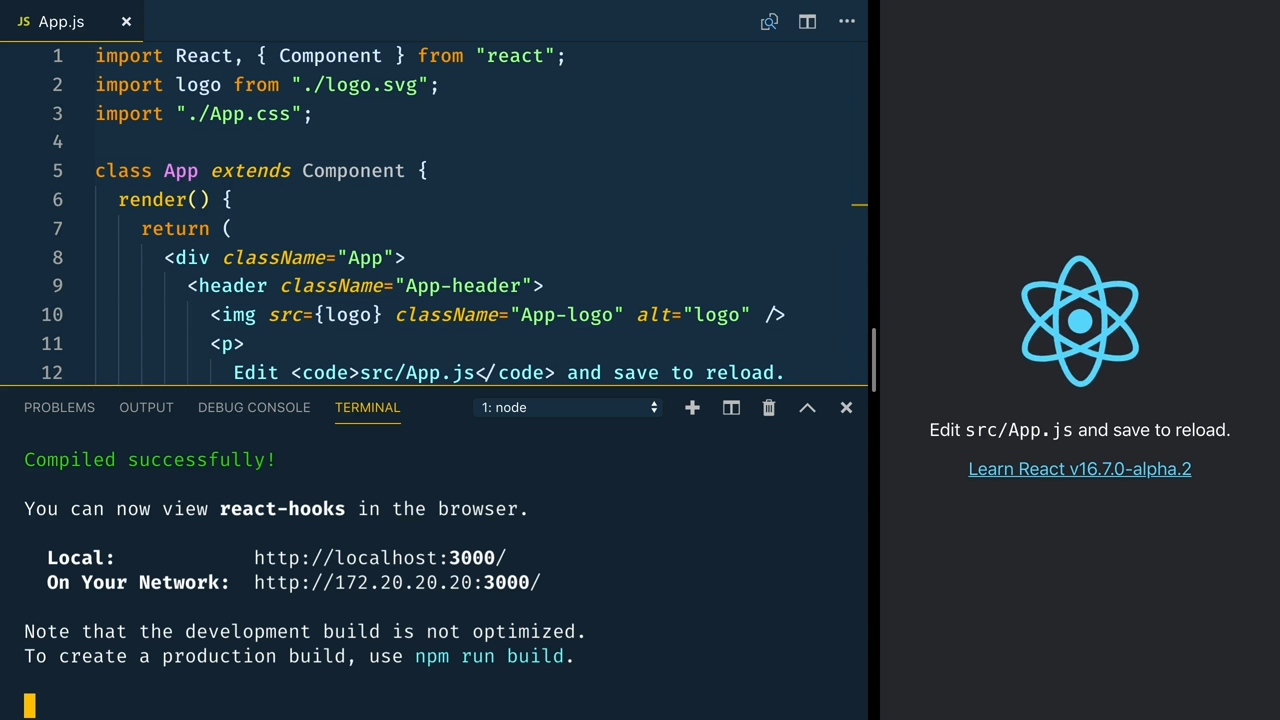 JS App.js ×
1 import React, { Component } from "react";
2 import logo from "./logo.svg";
3 import "./App.css";
4
5 class App extends Component {
6 render() {
7 return (
8 <div className="App">
9 <header className="App-header">
10 <img src={logo} className="App-logo" alt="logo" />
11 <p>
12 Edit <code>src/App.js</code> and save to reload.
PROBLEMS OUTPUT DEBUG CONSOLE TERMINAL 1: node
Compiled successfully!
You can now view react-hooks in the browser.
Local: http://localhost:3000/
On Your Network: http://172.20.20.20:3000/
Note that the development build is not optimized.
To create a production build, use npm run build.
Edit src/App.js and save to reload.
Learn React v16.7.0-alpha.2